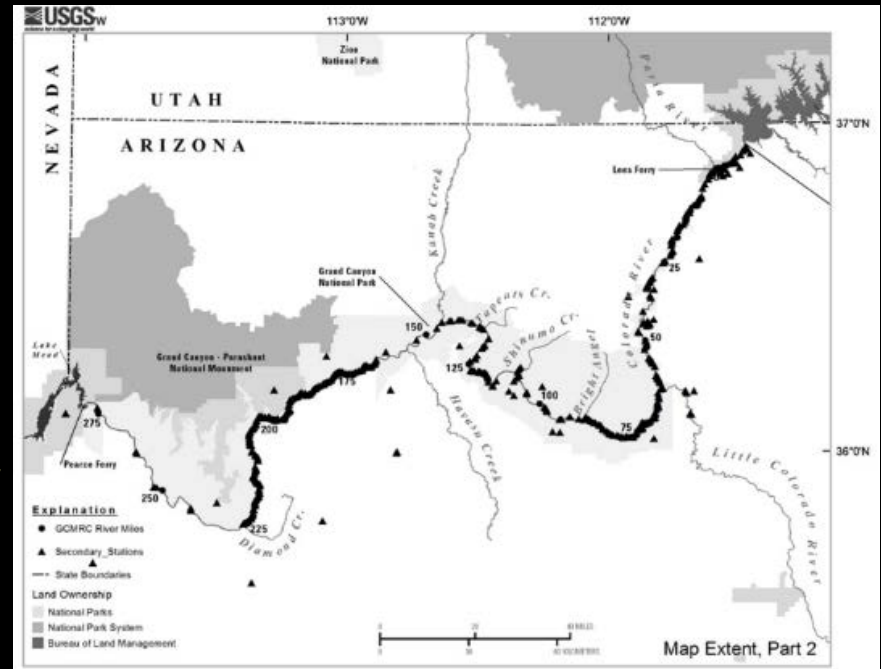 USGS
W
113°0'W
112°0'W
Zion
National Park
NEVADA
UTAH
ARIZONA
Paria River
37°0'N
Lees Ferry
Kanab Creek
Grand Canyon
National Park
Colorado River
25
150
Tapeats Cr.
Shinumo Cr.
50
Lake
Mead
Grand Canyon - Parashant
National Monument
175
125
Bright Angel
100
275
200
75
36°0'N
Pearce Ferry
Havasu Creek
Little Colorado River
250
225
Diamond Cr.
Explanation
GCMRC River Miles
Secondary_Stations
State Boundaries
Land Ownership
National Parks
National Park System
Bureau of Land Management
Map Extent, Part 2